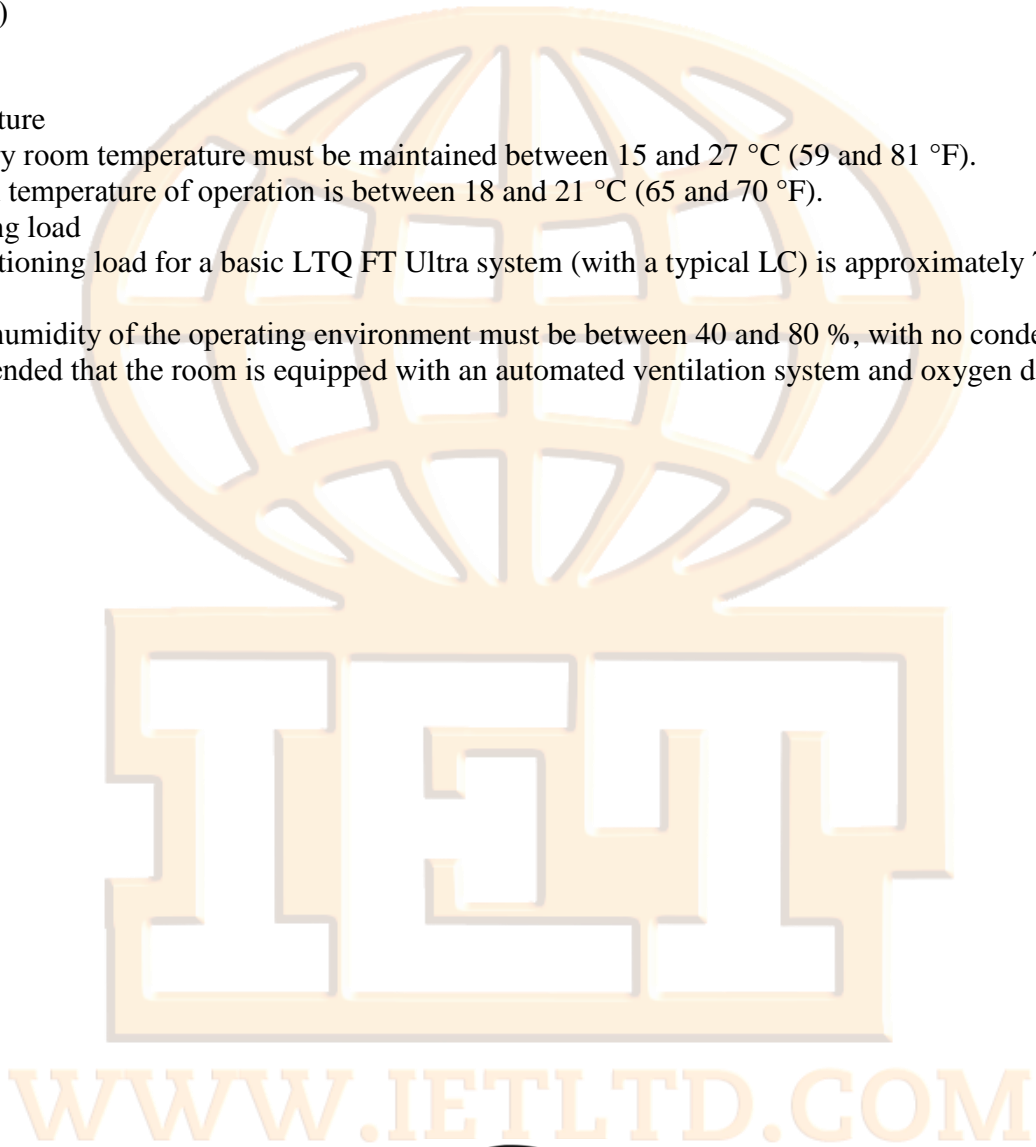 )
ture
y room temperature must be maintained between 15 and 27 °C (59 and 81 °F).
temperature of operation is between 18 and 21 °C (65 and 70 °F).
ng load
tioning load for a basic LTQ FT Ultra system (with a typical LC) is approximately
humidity of the operating environment must be between 40 and 80 %, with no conde
ended that the room is equipped with an automated ventilation system and oxygen d
IET
WWW.IETLTD.COM